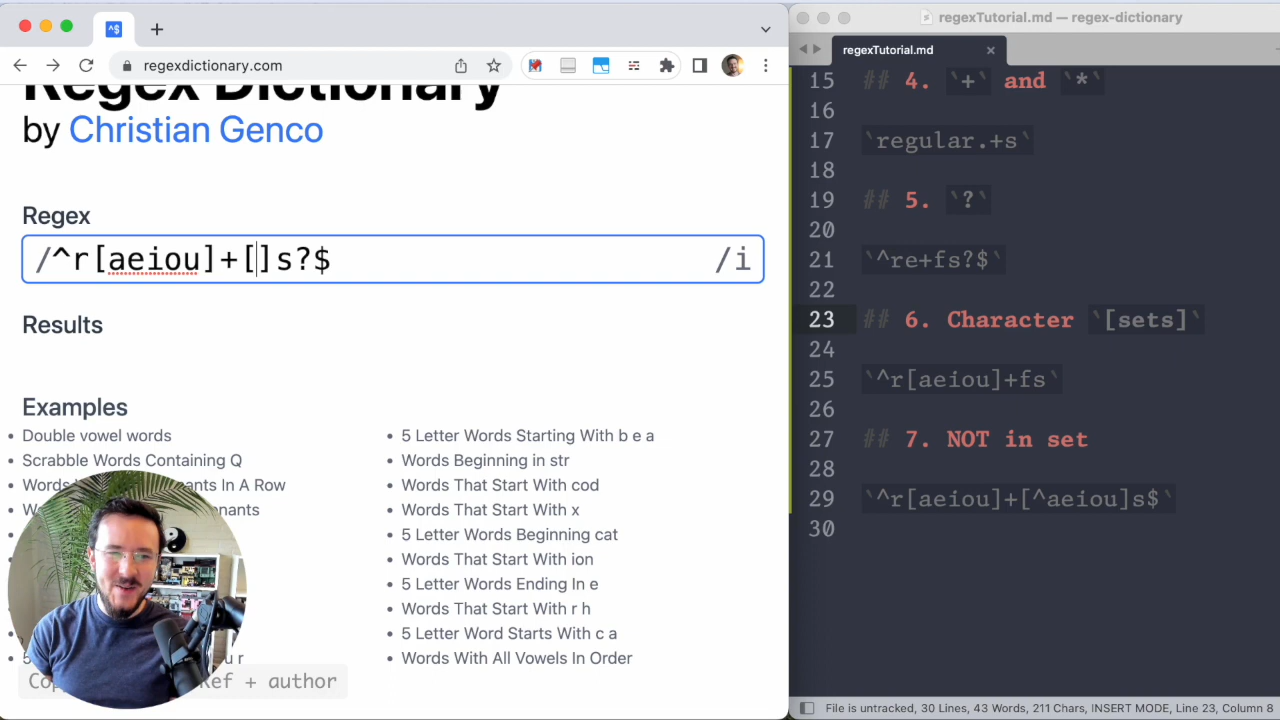 ^$
regexTutorial.md — regex-dictionary
regexdictionary.com
regexTutorial.md
Regex Dictionary
by Christian Genco
Regex
/^r[aeiou]+[]s?$ /i
Results
Examples
Double vowel words
Scrabble Words Containing Q
Words
In A Row
5 Letter Words Starting With b e a
Words Beginning in str
Words That Start With cod
Words That Start With x
5 Letter Words Beginning cat
Words That Start With ion
5 Letter Words Ending In e
Words That Start With r h
5 Letter Word Starts With c a
Words With All Vowels In Order
u r
+ author
15 ## 4. `+` and `*`
16
17 `regular.+s`
18
19 ## 5. `?`
20
21 `^re+fs?$`
22
23 ## 6. Character `[sets]`
24
25 `^r[aeiou]+fs`
26
27 ## 7. NOT in set
28
29 `^r[aeiou]+[^aeiou]s$`
30
File is untracked, 30 Lines, 43 Words, 211 Chars, INSERT MODE, Line 23, Column 8